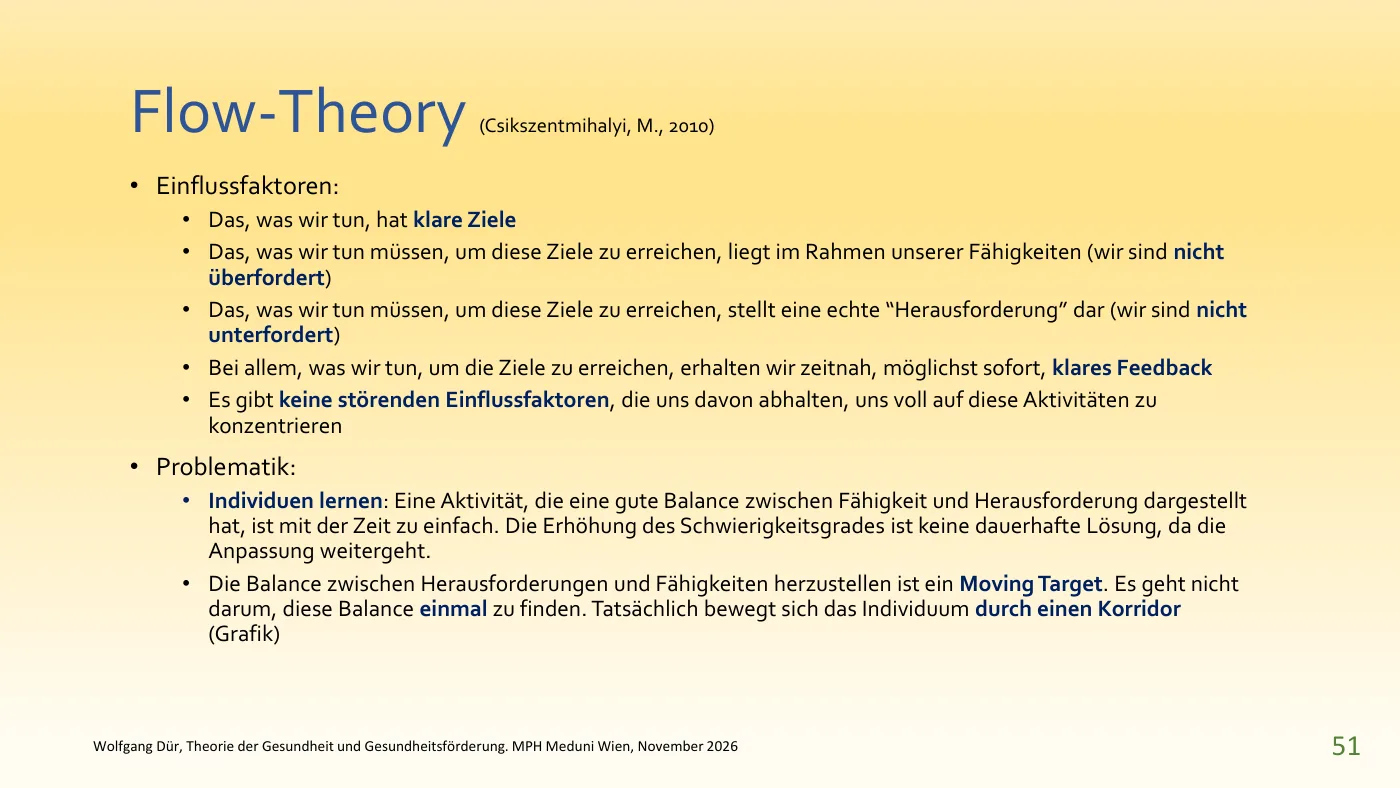 Flow-Theory (Csikszentmihalyi, M., 2010)
• Einflussfaktoren:
• Das, was wir tun, hat klare Ziele
• Das, was wir tun müssen, um diese Ziele zu erreichen, liegt im Rahmen unserer Fähigkeiten (wir sind nicht
überfordert)
• Das, was wir tun müssen, um diese Ziele zu erreichen, stellt eine echte “Herausforderung” dar (wir sind nicht
unterfordert)
• Bei allem, was wir tun, um die Ziele zu erreichen, erhalten wir zeitnah, möglichst sofort, klares Feedback
• Es gibt keine störenden Einflussfaktoren, die uns davon abhalten, uns voll auf diese Aktivitäten zu
konzentrieren
• Problematik:
• Individuen lernen: Eine Aktivität, die eine gute Balance zwischen Fähigkeit und Herausforderung dargestellt
hat, ist mit der Zeit zu einfach. Die Erhöhung des Schwierigkeitsgrades ist keine dauerhafte Lösung, da die
Anpassung weitergeht.
• Die Balance zwischen Herausforderungen und Fähigkeiten herzustellen ist ein Moving Target. Es geht nicht
darum, diese Balance einmal zu finden. Tatsächlich bewegt sich das Individuum durch einen Korridor
(Grafik)
Wolfgang Dür, Theorie der Gesundheit und Gesundheitsförderung. MPH Meduni Wien, November 2026
51